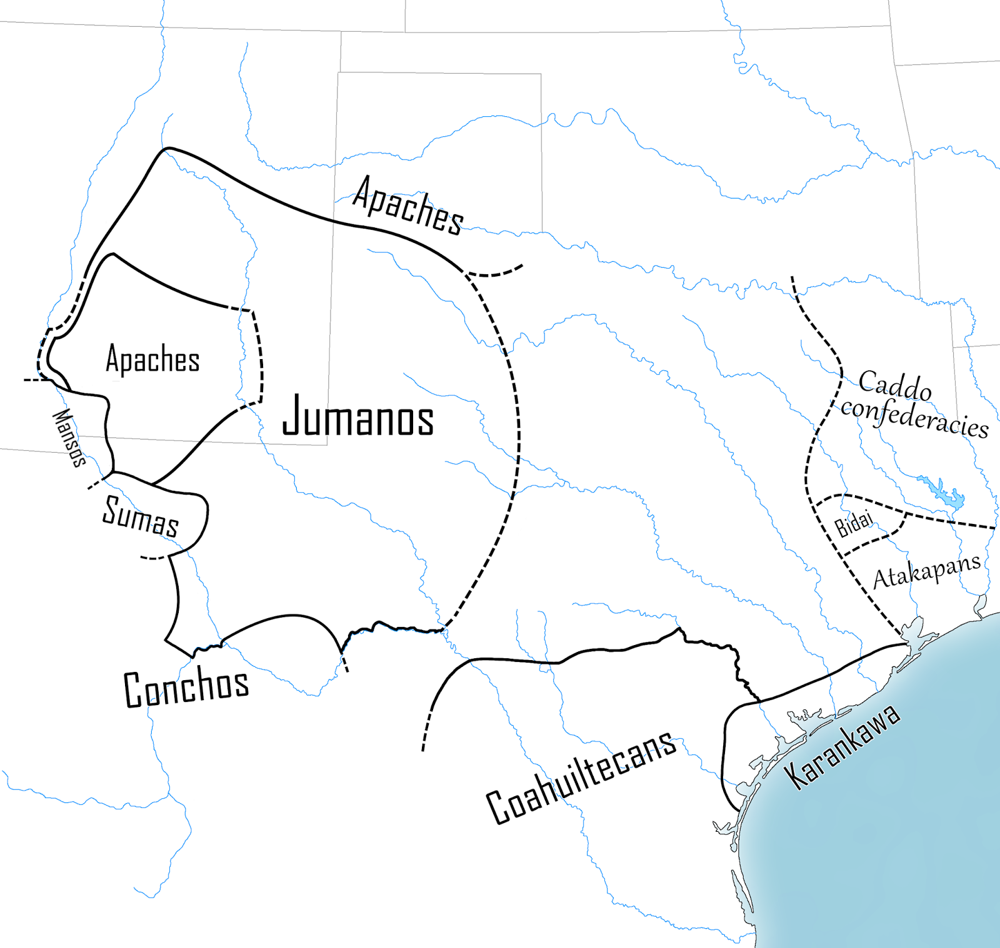 Apaches
Apaches
Caddo
confederacies
Jumanos
Mansos
Sumas
Bidai
Atakapans
Conchos
Coahuiltecans
Karankawa